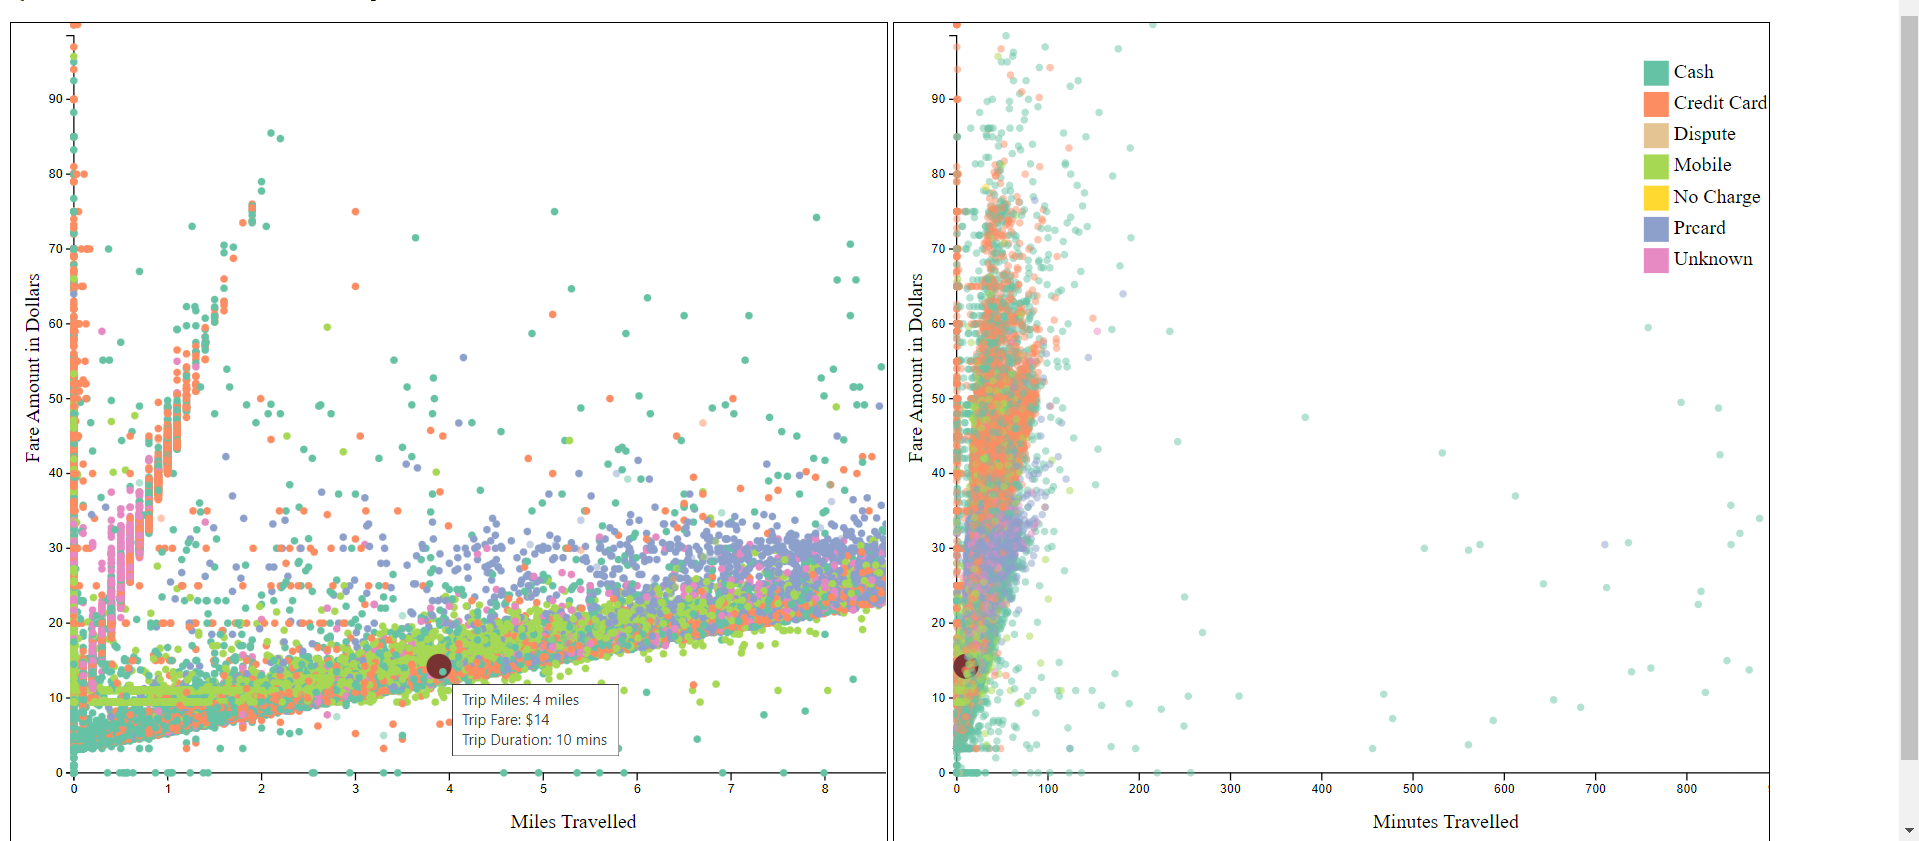 90
80
70
60
50
40
30
20
10
0
0 1 2 3 4 5 6 7 8
Fare Amount in Dollars
Miles Travelled
Trip Miles: 4 miles
Trip Fare: $14
Trip Duration: 10 mins
90
80
70
60
50
40
30
20
10
0
0 100 200 300 400 500 600 700 800
Fare Amount in Dollars
Minutes Travelled
Cash
Credit Card
Dispute
Mobile
No Charge
Prcard
Unknown